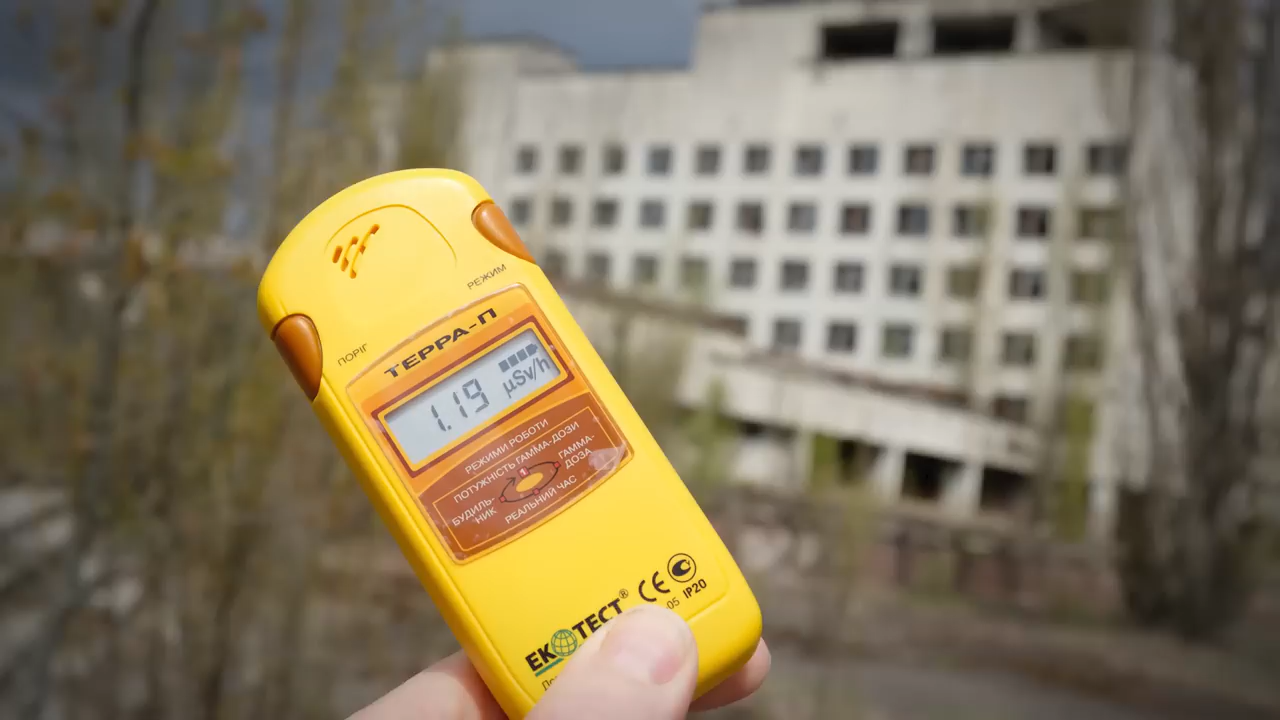 РЕЖИМ
ПОРІГ
ТЕРРА-П
1.19 µSv/h
РЕЖИМИ РОБОТИ
ПОТУЖНІСТЬ ГАММА-ДОЗИ
ГАММА-
ДОЗА
БУДИЛЬ-
НИК
РЕАЛЬНИЙ ЧАС
ЕКОТЕСТ®
CE
05 IP20